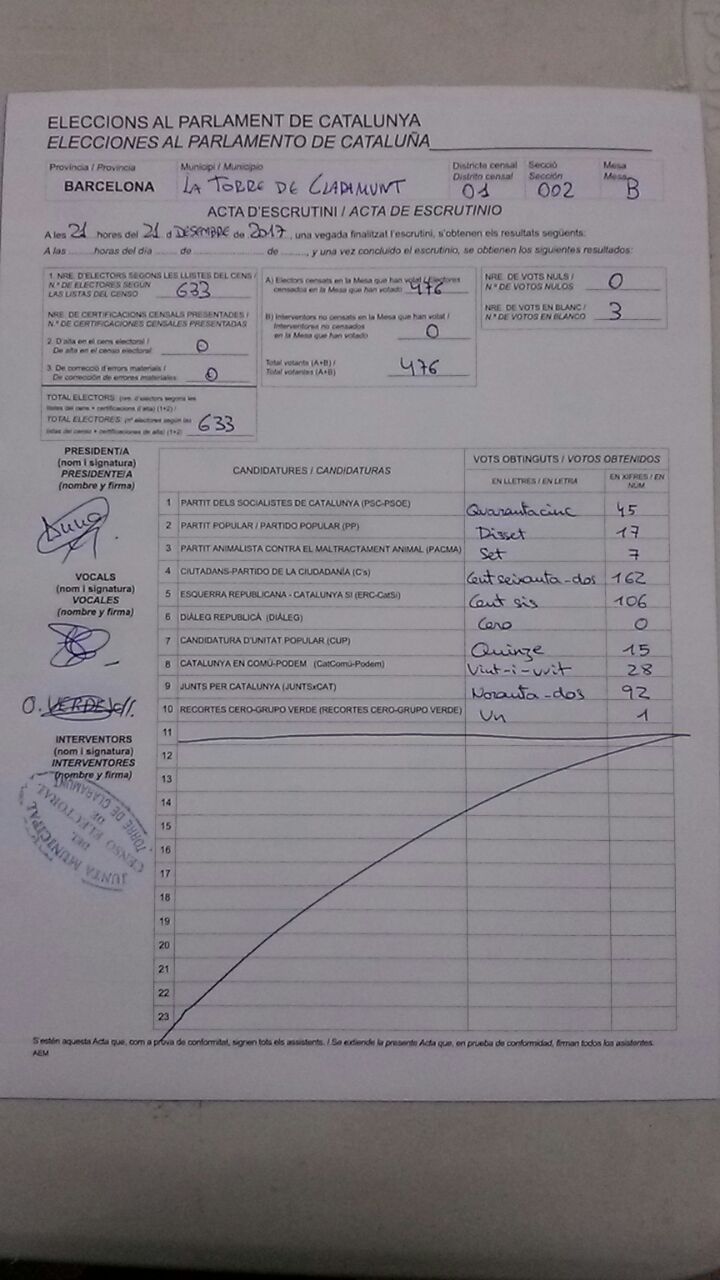 ELECCIONS AL PARLAMENT DE CATALUNYA
ELECCIONES AL PARLAMENTO DE CATALUÑA
Provincia / Provincia
BARCELONA
Municipi / Municipio
LA TORRE DE CLARAMUNT
Districte censal
Distrito censal
01
Secció
Sección
002
Mesa
Mesa
B
ACTA D'ESCRUTINI / ACTA DE ESCRUTINIO
A les 21 hores del 21 d DESEMBRE de 2017, una vegada finalitzat l'escrutini, s'obtenen els resultats següents:
A las ........ horas del día ...... de .................. de ........, y una vez concluido el escrutinio, se obtienen los siguientes resultados:
1. NRE. D'ELECTORS SEGONS LES LLISTES DEL CENS /
N.º DE ELECTORES SEGÚN
LAS LISTAS DEL CENSO 633
NRE. DE CERTIFICACIONS CENSALS PRESENTADES /
N.º DE CERTIFICACIONES CENSALES PRESENTADAS
2. D'alta en el cens electoral /
De alta en el censo electoral: 0
3. De correcció d'errors materials /
De corrección de errores materiales: 0
TOTAL ELECTORS: (nre. d'electors segons les
llistes del cens + certificacions d'alta) (1+2) /
TOTAL ELECTORES: (nº electores según las
listas del censo + certificaciones de alta) (1+2) 633
A) Electors censats en la Mesa que han votat / Electores
censados en la Mesa que han votado 476
B) Interventors no censats en la Mesa que han votat /
Interventores no censados
en la Mesa que han votado 0
Total votants (A+B) /
Total votantes (A+B) 476
NRE. DE VOTS NULS /
N.º DE VOTOS NULOS 0
NRE. DE VOTS EN BLANC /
N.º DE VOTOS EN BLANCO 3
PRESIDENT/A
(nom i signatura)
PRESIDENTE/A
(nombre y firma)
Anna
VOCALS
(nom i signatura)
VOCALES
(nombre y firma)
O. VERDEJ
INTERVENTORS
(nom i signatura)
INTERVENTORES
(nombre y firma)
JUNTA MUNICIPAL
DEL
CENSO ELECTORAL
DE
TORRE DE CLARAMUNT
CANDIDATURES / CANDIDATURAS
VOTS OBTINGUTS / VOTOS OBTENIDOS
EN LLETRES / EN LETRA
EN XIFRES / EN NÚM
1 PARTIT DELS SOCIALISTES DE CATALUNYA (PSC-PSOE) Quaranta cinc 45
2 PARTIT POPULAR / PARTIDO POPULAR (PP) Disset 17
3 PARTIT ANIMALISTA CONTRA EL MALTRACTAMENT ANIMAL (PACMA) Set 7
4 CIUTADANS-PARTIDO DE LA CIUDADANÍA (C's) Cent seixanta-dos 162
5 ESQUERRA REPUBLICANA - CATALUNYA SÍ (ERC-CatSí) Cent sis 106
6 DIÀLEG REPUBLICÀ (DIÀLEG) Cero 0
7 CANDIDATURA D'UNITAT POPULAR (CUP) Quinze 15
8 CATALUNYA EN COMÚ-PODEM (CatComú-Podem) Vint-i-vuit 28
9 JUNTS PER CATALUNYA (JUNTSxCAT) Noranta-dos 92
10 RECORTES CERO-GRUPO VERDE (RECORTES CERO-GRUPO VERDE) Un 1
11
12
13
14
15
16
17
18
19
20
21
22
23
S'estén aquesta Acta que, com a prova de conformitat, signen tots els assistents. / Se extiende la presente Acta que, en prueba de conformidad, firman todos los asistentes.
AEM